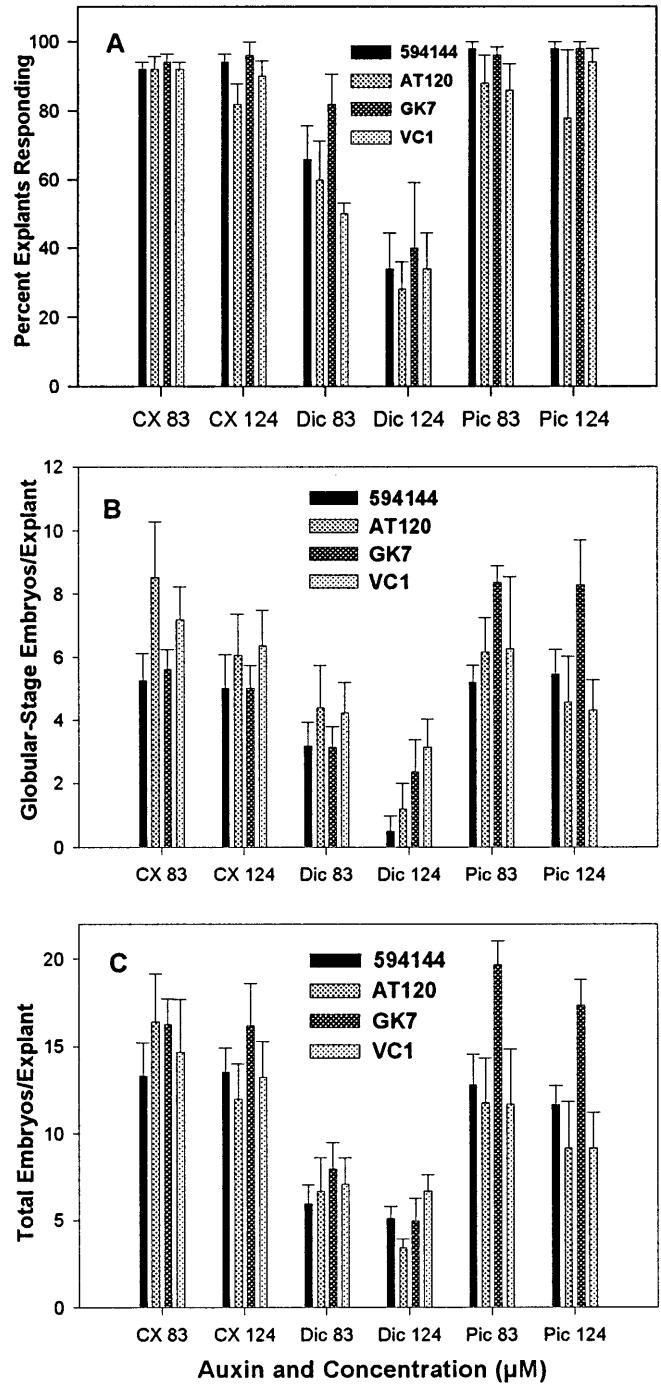 A
594144
AT120
GK7
VC1
Percent Explants Responding
100
80
60
40
20
0
CX 83 CX 124 Dic 83 Dic 124 Pic 83 Pic 124
B
594144
AT120
GK7
VC1
Globular-Stage Embryos/Explant
12
10
8
6
4
2
0
CX 83 CX 124 Dic 83 Dic 124 Pic 83 Pic 124
C
594144
AT120
GK7
VC1
Total Embryos/Explant
20
15
10
5
0
CX 83 CX 124 Dic 83 Dic 124 Pic 83 Pic 124
Auxin and Concentration (µM)